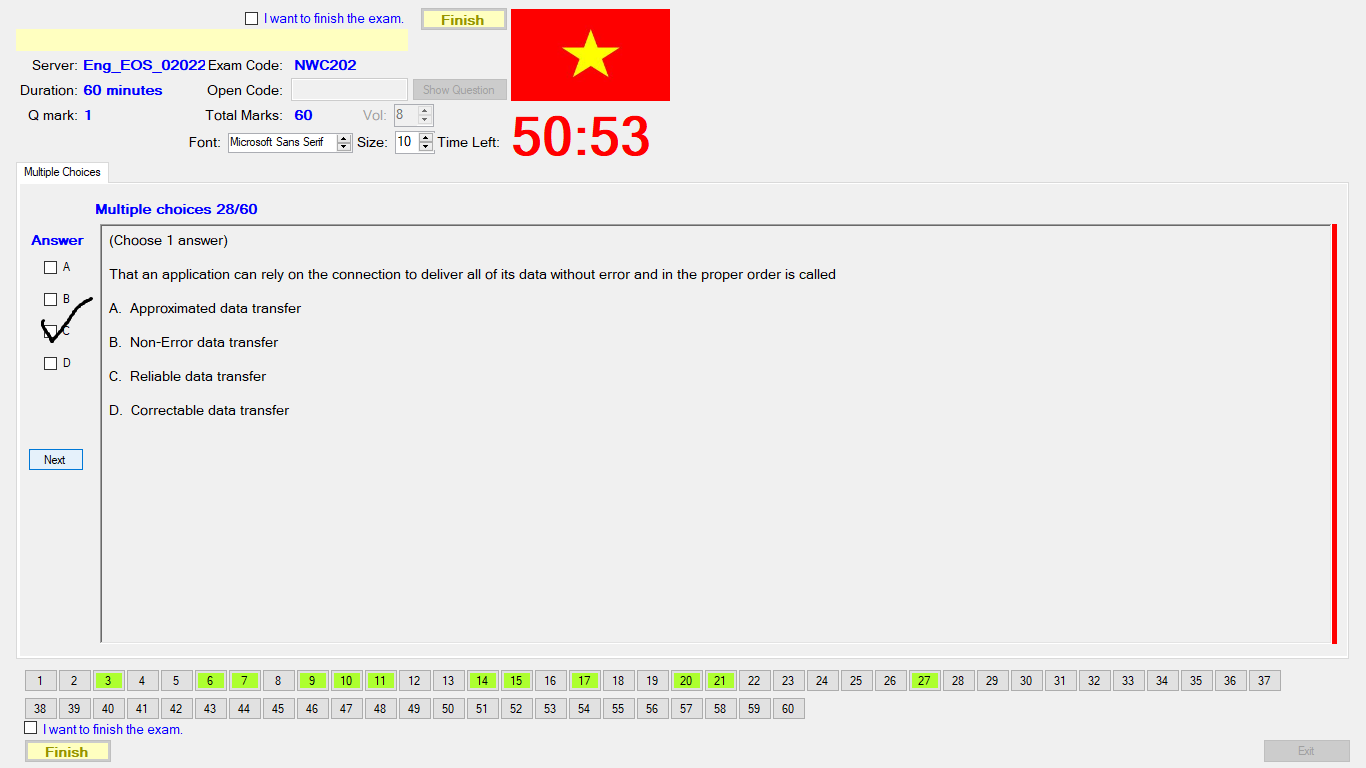 I want to finish the exam.
Finish
Server: Eng_EOS_02022 Exam Code: NWC202
Duration: 60 minutes Open Code: Show Question
Q mark: 1 Total Marks: 60 Vol: 8
Font: Microsoft Sans Serif Size: 10 Time Left: 50:53
Multiple Choices
Multiple choices 28/60
Answer
A
B
C
D
Next
(Choose 1 answer)
That an application can rely on the connection to deliver all of its data without error and in the proper order is called
A. Approximated data transfer
B. Non-Error data transfer
C. Reliable data transfer
D. Correctable data transfer
1 2 3 4 5 6 7 8 9 10 11 12 13 14 15 16 17 18 19 20 21 22 23 24 25 26 27 28 29 30 31 32 33 34 35 36 37
38 39 40 41 42 43 44 45 46 47 48 49 50 51 52 53 54 55 56 57 58 59 60
I want to finish the exam.
Finish
Exit